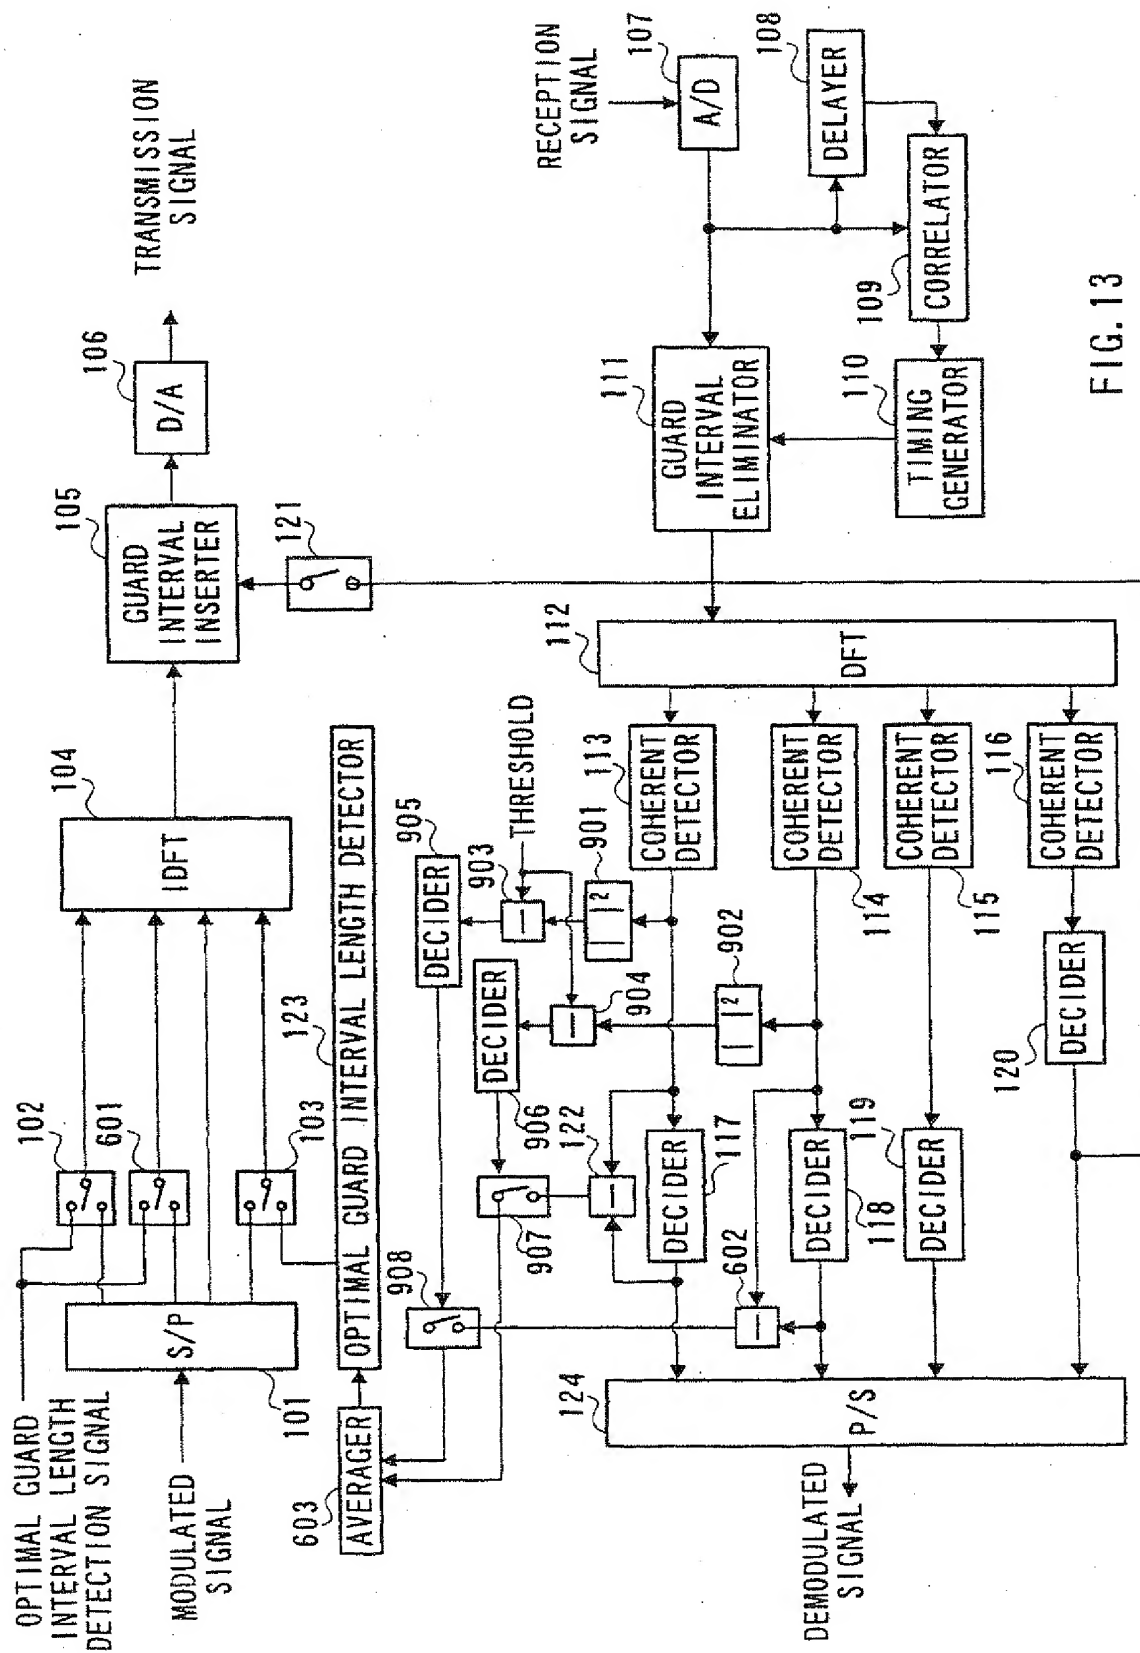 OPTIMAL GUARD
INTERVAL LENGTH
DETECTION SIGNAL
MODULATED
SIGNAL
101
S/P
102
601
103
104
IDFT
105
GUARD
INTERVAL
INSERTER
106
D/A
TRANSMISSION
SIGNAL
121
123
OPTIMAL GUARD INTERVAL LENGTH DETECTOR
603
AVERAGER
908
907
905
DECIDER
906
DECIDER
903
—
904
—
THRESHOLD
901
| |²
902
| |²
122
—
602
—
RECEPTION
SIGNAL
107
A/D
108
DELAYER
109
CORRELATOR
110
TIMING
GENERATOR
111
GUARD
INTERVAL
ELIMINATOR
112
DFT
113
COHERENT
DETECTOR
114
COHERENT
DETECTOR
115
COHERENT
DETECTOR
116
COHERENT
DETECTOR
117
DECIDER
118
DECIDER
119
DECIDER
120
DECIDER
124
P/S
DEMODULATED
SIGNAL
FIG. 13